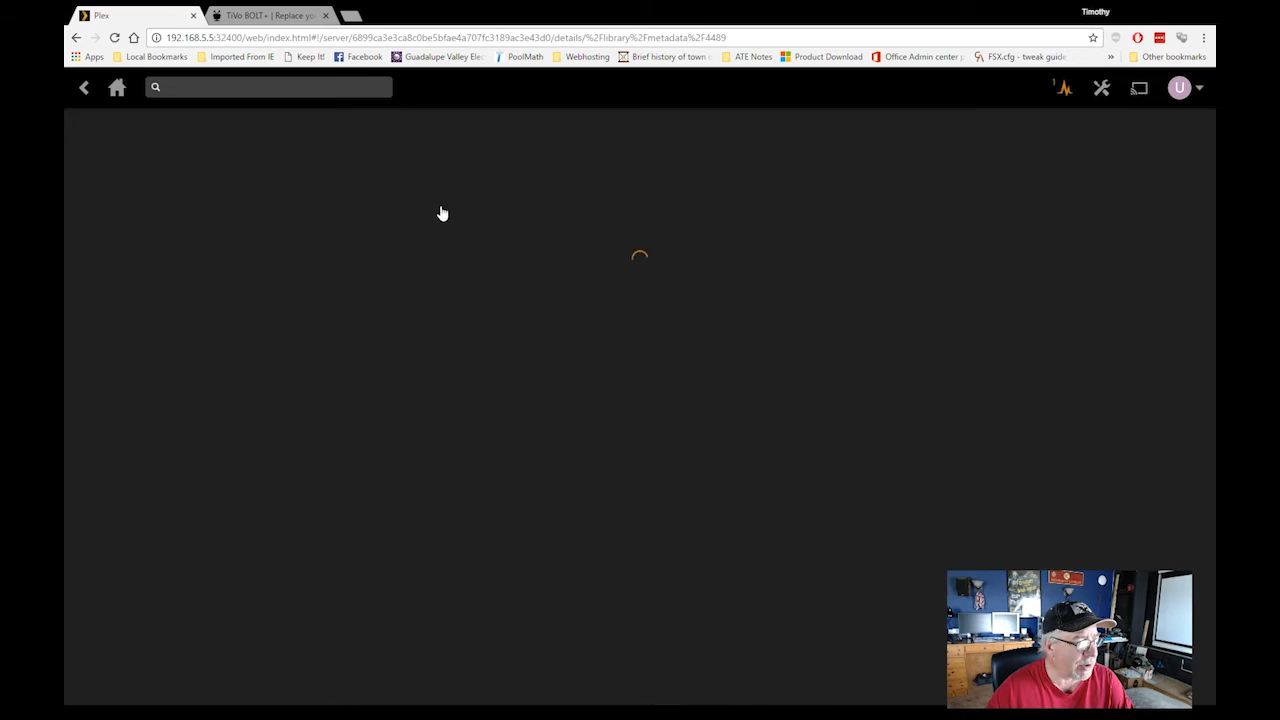 Plex
TiVo BOLT+ | Replace yo
Timothy
192.168.5.5:32400/web/index.html#!/server/6899ca3e3ca8c0be5bfae4a707fc3189ac3e43d0/details/%2Flibrary%2Fmetadata%2F4489
Apps Local Bookmarks Imported From IE Keep It! Facebook Guadalupe Valley Ele PoolMath Webhosting Brief history of town o ATE Notes Product Download Office Admin center FSX.cfg - tweak guide » Other bookmarks
1
U